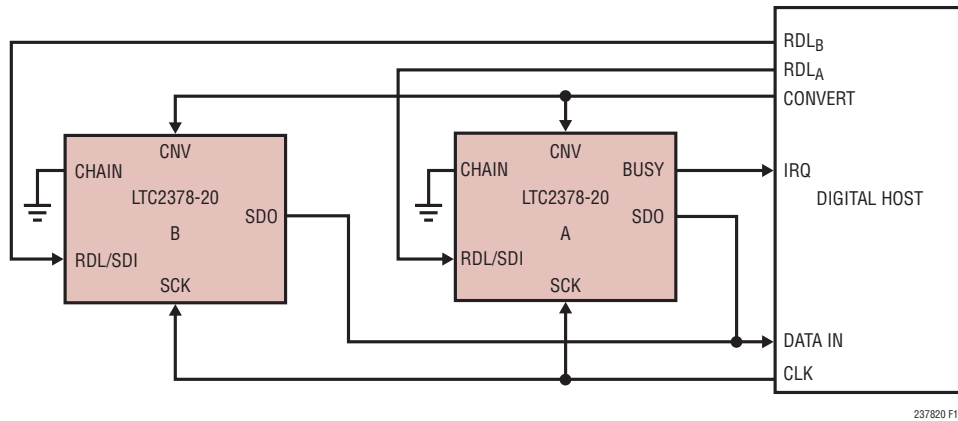 RDLB
RDLA
CONVERT
CNV
CHAIN
LTC2378-20
SDO
B
RDL/SDI
SCK
CNV
CHAIN
BUSY
LTC2378-20
SDO
A
RDL/SDI
SCK
IRQ
DIGITAL HOST
DATA IN
CLK
237820 F1